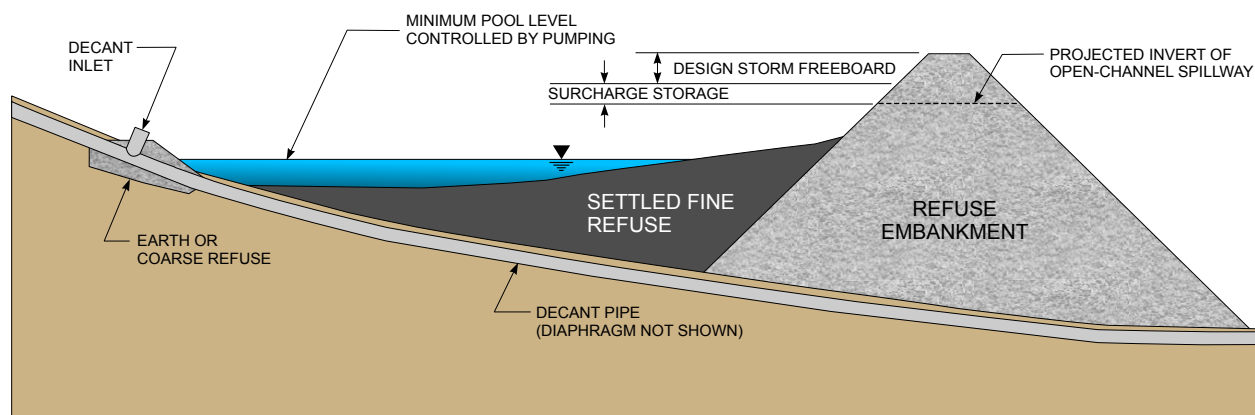 MINIMUM POOL LEVEL
CONTROLLED BY PUMPING
DECANT
INLET
DESIGN STORM FREEBOARD
PROJECTED INVERT OF
OPEN-CHANNEL SPILLWAY
SURCHARGE STORAGE
SETTLED FINE
REFUSE
REFUSE
EMBANKMENT
EARTH OR
COARSE REFUSE
DECANT PIPE
(DIAPHRAGM NOT SHOWN)